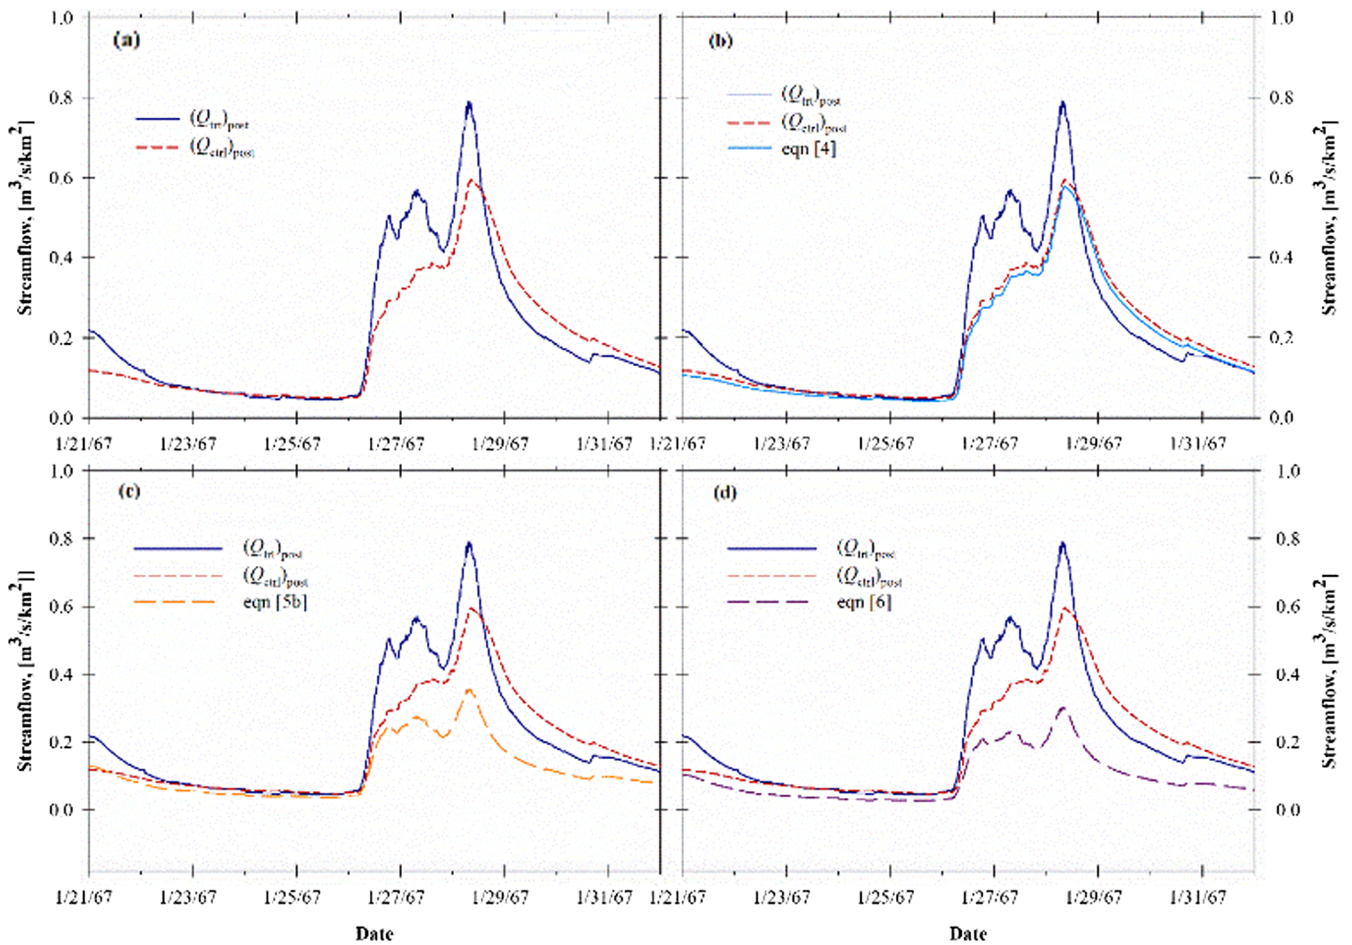 (a)
(Qtrt)post
(Qctrl)post
Streamflow, [m3/s/km2]
1.0
0.8
0.6
0.4
0.2
0.0
1/21/67 1/23/67 1/25/67 1/27/67 1/29/67 1/31/67
(b)
(Qtrt)post
(Qctrl)post
eqn [4]
Streamflow, [m3/s/km2]
1.0
0.8
0.6
0.4
0.2
0.0
1/21/67 1/23/67 1/25/67 1/27/67 1/29/67 1/31/67
(c)
(Qtrt)post
(Qctrl)post
eqn [5b]
Streamflow, [m3/s/km2]]
1.0
0.8
0.6
0.4
0.2
0.0
1/21/67 1/23/67 1/25/67 1/27/67 1/29/67 1/31/67
Date
(d)
(Qtrt)post
(Qctrl)post
eqn [6]
Streamflow, [m3/s/km2]
1.0
0.8
0.6
0.4
0.2
0.0
1/21/67 1/23/67 1/25/67 1/27/67 1/29/67 1/31/67
Date